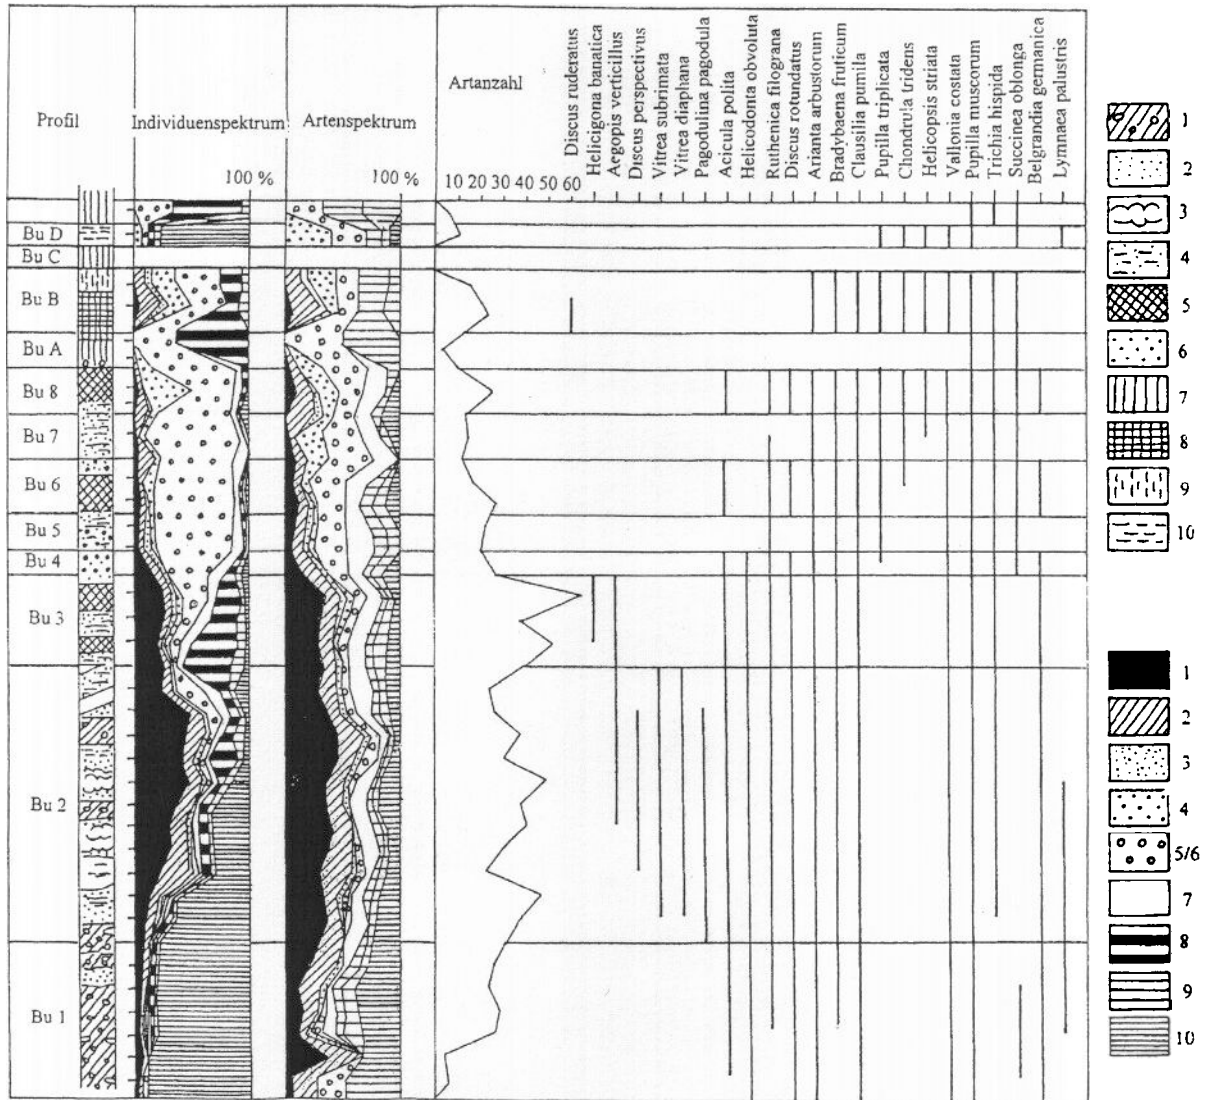 Profil
Individuenspektrum
100 %
Artenspektrum
100 %
Artanzahl
10 20 30 40 50 60
Discus ruderatus
Helicigona banatica
Aegopis verticillus
Discus perspectivus
Vitrea subrimata
Vitrea diaphana
Pagodulina pagodula
Acicula polita
Helicodonta obvoluta
Ruthenica filograna
Discus rotundatus
Arianta arbustorum
Bradybaena fruticum
Clausilia pumila
Pupilla triplicata
Chondrula tridens
Helicopsis striata
Vallonia costata
Pupilla muscorum
Trichia hispida
Succinea oblonga
Belgrandia germanica
Lymnaea palustris
Bu D
Bu C
Bu B
Bu A
Bu 8
Bu 7
Bu 6
Bu 5
Bu 4
Bu 3
Bu 2
Bu 1
1
2
3
4
5
6
7
8
9
10
1
2
3
4
5/6
7
8
9
10